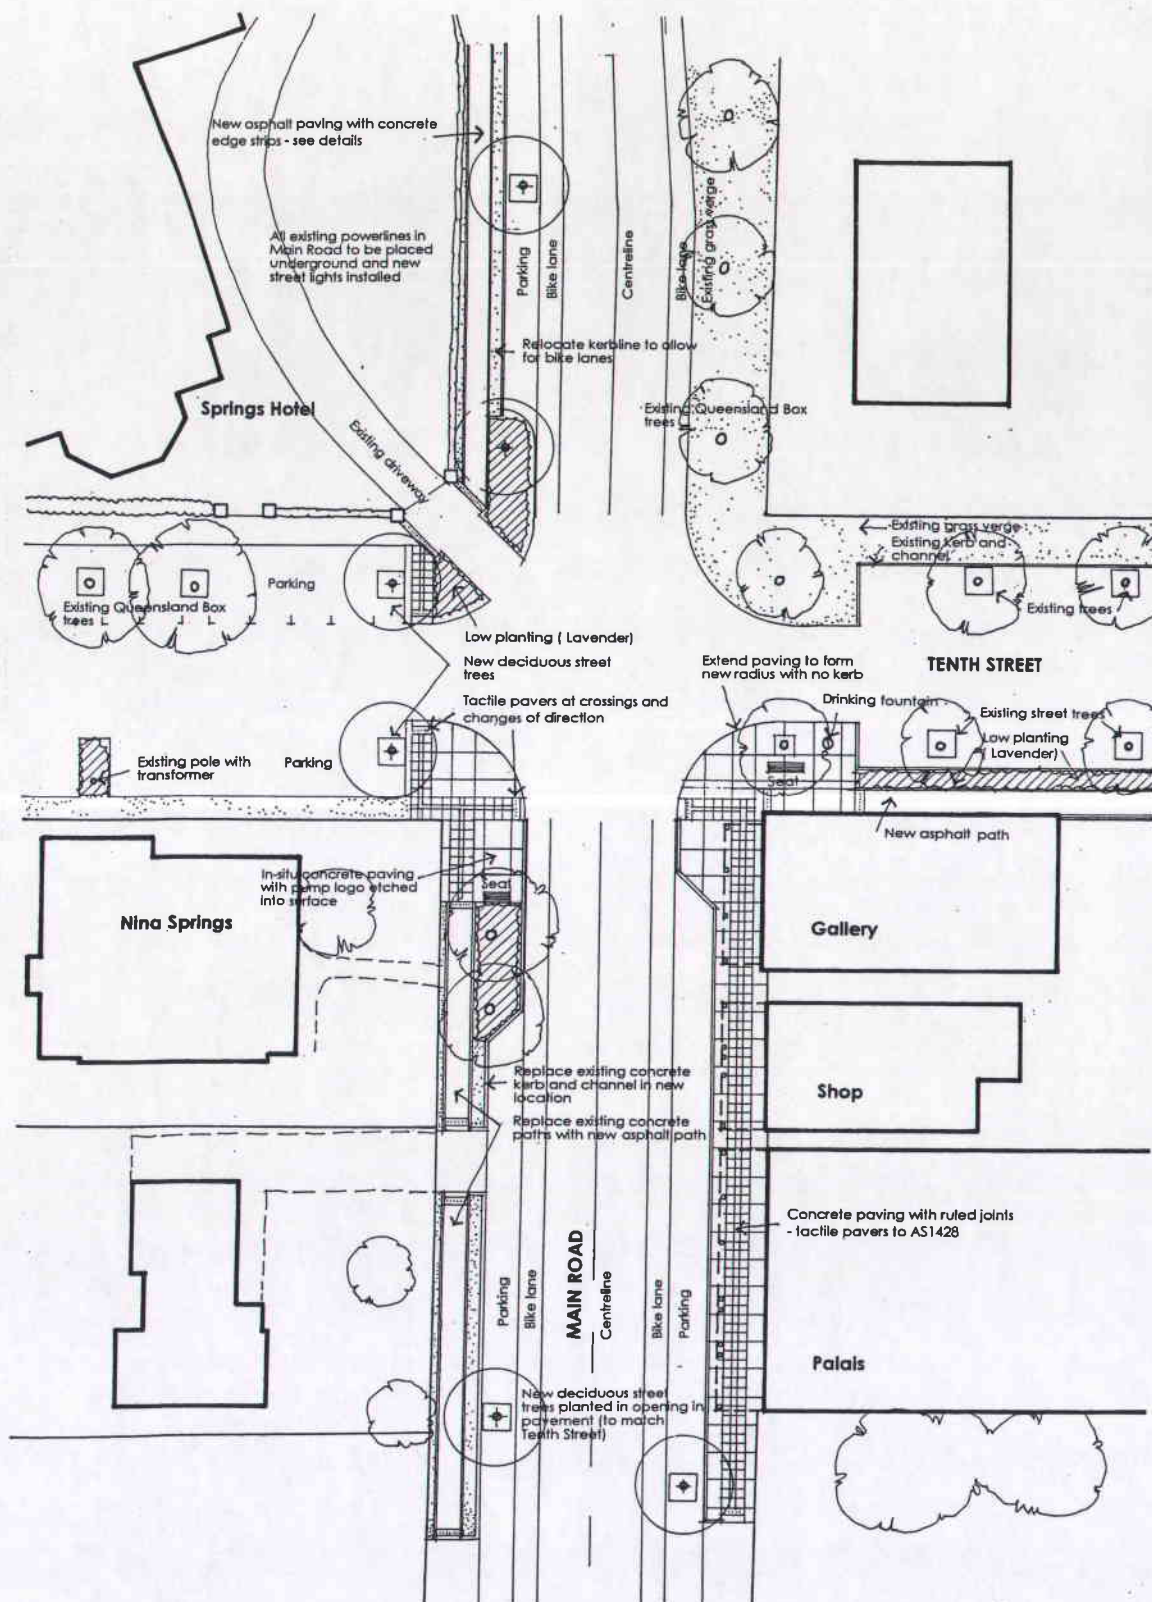 New asphalt paving with concrete
edge strips - see details
All existing powerlines in
Main Road to be placed
underground and new
street lights installed
Parking
Bike lane
Centreline
Bike lane
Existing grass verge
Relocate kerbline to allow
for bike lanes
Springs Hotel
Existing Queensland Box
trees
Existing driveway
Existing grass verge
Existing kerb and
channel
Parking
Existing Queensland Box
trees
Existing trees
Low planting ( Lavender)
New deciduous street
trees
Extend paving to form
new radius with no kerb
TENTH STREET
Tactile pavers at crossings and
changes of direction
Drinking fountain
Existing street trees
Low planting
( Lavender)
Existing pole with
transformer
Parking
Seat
New asphalt path
In-situ concrete paving
with pump logo etched
into surface
Seat
Nina Springs
Gallery
Replace existing concrete
kerb and channel in new
location
Shop
Replace existing concrete
paths with new asphalt path
Concrete paving with ruled joints
- tactile pavers to AS1428
Parking
Bike lane
MAIN ROAD
Centreline
Bike lane
Parking
Palais
New deciduous street
trees planted in opening in
pavement (to match
Tenth Street)